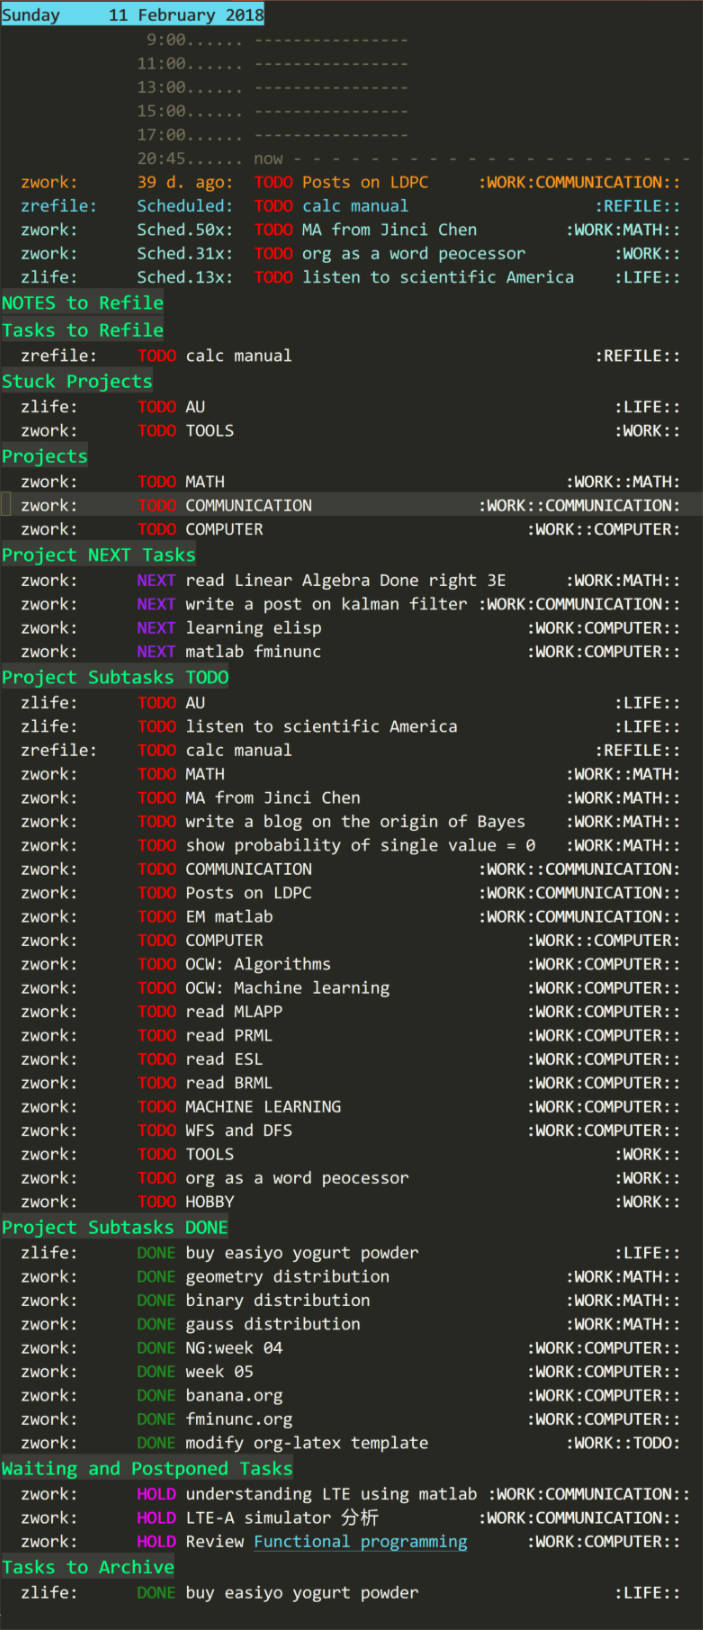 Sunday     11 February 2018
9:00...... ----------------
11:00...... ----------------
13:00...... ----------------
15:00...... ----------------
17:00...... ----------------
20:45...... now - - - - - - - - - - - - - - - - - - - - - - - - -
zwork:      39 d. ago:  TODO Posts on LDPC     :WORK:COMMUNICATION::
zrefile:    Scheduled:  TODO calc manual                   :REFILE::
zwork:      Sched.50x:  TODO MA from Jinci Chen         :WORK:MATH::
zwork:      Sched.31x:  TODO org as a word peocessor         :WORK::
zlife:      Sched.13x:  TODO listen to scientific America    :LIFE::
NOTES to Refile
Tasks to Refile
zrefile:    TODO calc manual                               :REFILE::
Stuck Projects
zlife:      TODO AU                                          :LIFE::
zwork:      TODO TOOLS                                       :WORK::
Projects
zwork:      TODO MATH                                   :WORK::MATH:
zwork:      TODO COMMUNICATION                 :WORK::COMMUNICATION:
zwork:      TODO COMPUTER                           :WORK::COMPUTER:
Project NEXT Tasks
zwork:      NEXT read Linear Algebra Done right 3E      :WORK:MATH::
zwork:      NEXT write a post on kalman filter :WORK:COMMUNICATION::
zwork:      NEXT learning elisp                     :WORK:COMPUTER::
zwork:      NEXT matlab fminunc                     :WORK:COMPUTER::
Project Subtasks TODO
zlife:      TODO AU                                          :LIFE::
zlife:      TODO listen to scientific America                :LIFE::
zrefile:    TODO calc manual                               :REFILE::
zwork:      TODO MATH                                   :WORK::MATH:
zwork:      TODO MA from Jinci Chen                     :WORK:MATH::
zwork:      TODO write a blog on the origin of Bayes    :WORK:MATH::
zwork:      TODO show probability of single value = 0   :WORK:MATH::
zwork:      TODO COMMUNICATION                 :WORK::COMMUNICATION:
zwork:      TODO Posts on LDPC                 :WORK:COMMUNICATION::
zwork:      TODO EM matlab                     :WORK:COMMUNICATION::
zwork:      TODO COMPUTER                           :WORK::COMPUTER:
zwork:      TODO OCW: Algorithms                    :WORK:COMPUTER::
zwork:      TODO OCW: Machine learning              :WORK:COMPUTER::
zwork:      TODO read MLAPP                         :WORK:COMPUTER::
zwork:      TODO read PRML                          :WORK:COMPUTER::
zwork:      TODO read ESL                           :WORK:COMPUTER::
zwork:      TODO read BRML                          :WORK:COMPUTER::
zwork:      TODO MACHINE LEARNING                   :WORK:COMPUTER::
zwork:      TODO WFS and DFS                        :WORK:COMPUTER::
zwork:      TODO TOOLS                                       :WORK::
zwork:      TODO org as a word peocessor                     :WORK::
zwork:      TODO HOBBY                                       :WORK::
Project Subtasks DONE
zlife:      DONE buy easiyo yogurt powder                    :LIFE::
zwork:      DONE geometry distribution                  :WORK:MATH::
zwork:      DONE binary distribution                    :WORK:MATH::
zwork:      DONE gauss distribution                     :WORK:MATH::
zwork:      DONE NG:week 04                         :WORK:COMPUTER::
zwork:      DONE week 05                            :WORK:COMPUTER::
zwork:      DONE banana.org                         :WORK:COMPUTER::
zwork:      DONE fminunc.org                        :WORK:COMPUTER::
zwork:      DONE modify org-latex template              :WORK::TODO:
Waiting and Postponed Tasks
zwork:      HOLD understanding LTE using matlab :WORK:COMMUNICATION::
zwork:      HOLD LTE-A simulator 分析          :WORK:COMMUNICATION::
zwork:      HOLD Review Functional programming      :WORK:COMPUTER::
Tasks to Archive
zlife:      DONE buy easiyo yogurt powder                    :LIFE::